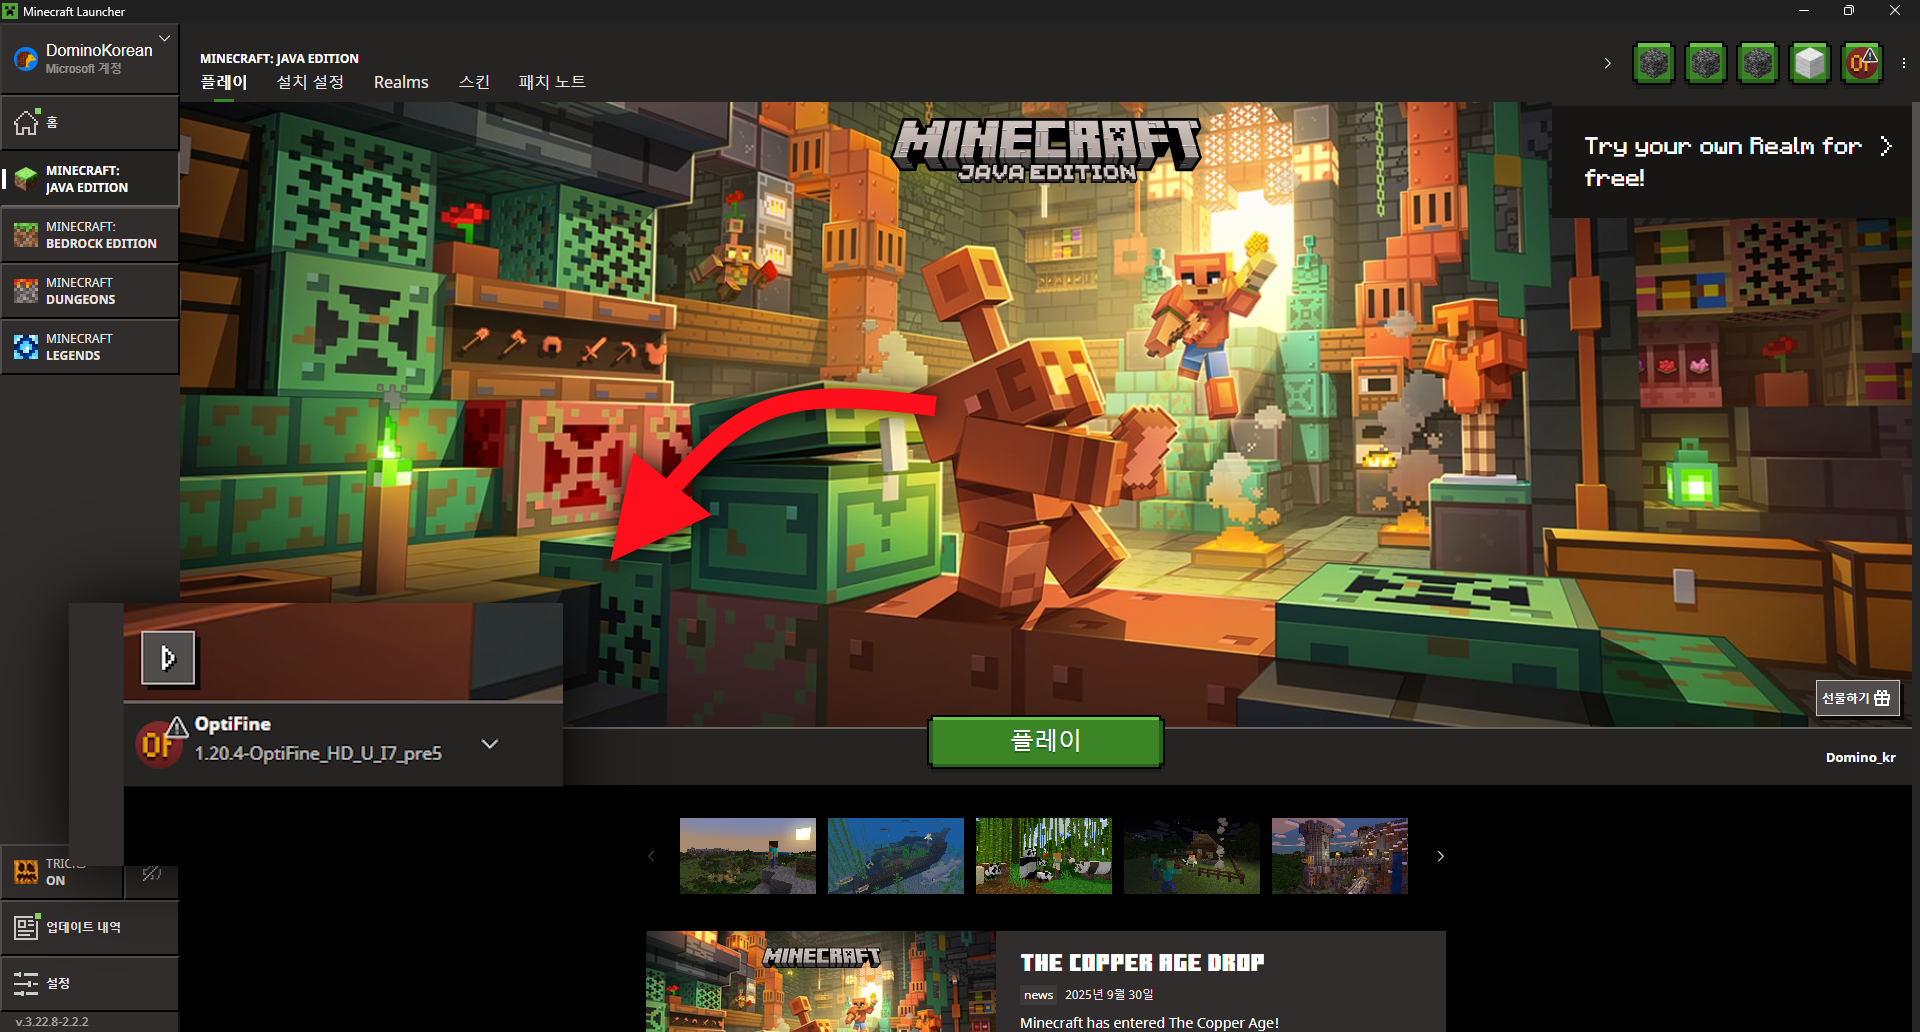 Minecraft Launcher
DominoKorean
Microsoft 계정
MINECRAFT: JAVA EDITION
플레이
설치 설정
Realms
스킨
패치 노트
홈
MINECRAFT:
JAVA EDITION
MINECRAFT:
BEDROCK EDITION
MINECRAFT
DUNGEONS
MINECRAFT
LEGENDS
MINECRAFT
JAVA EDITION
OF
Try your own Realm for
free!
선물하기
OF
OptiFine
1.20.4-OptiFine_HD_U_I7_pre5
플레이
Domino_kr
ON
업데이트 내역
설정
v.3.22.8-2.2.2
MINECRAFT
THE COPPER AGE DROP
news
2025년 9월 30일
Minecraft has entered The Copper Age!